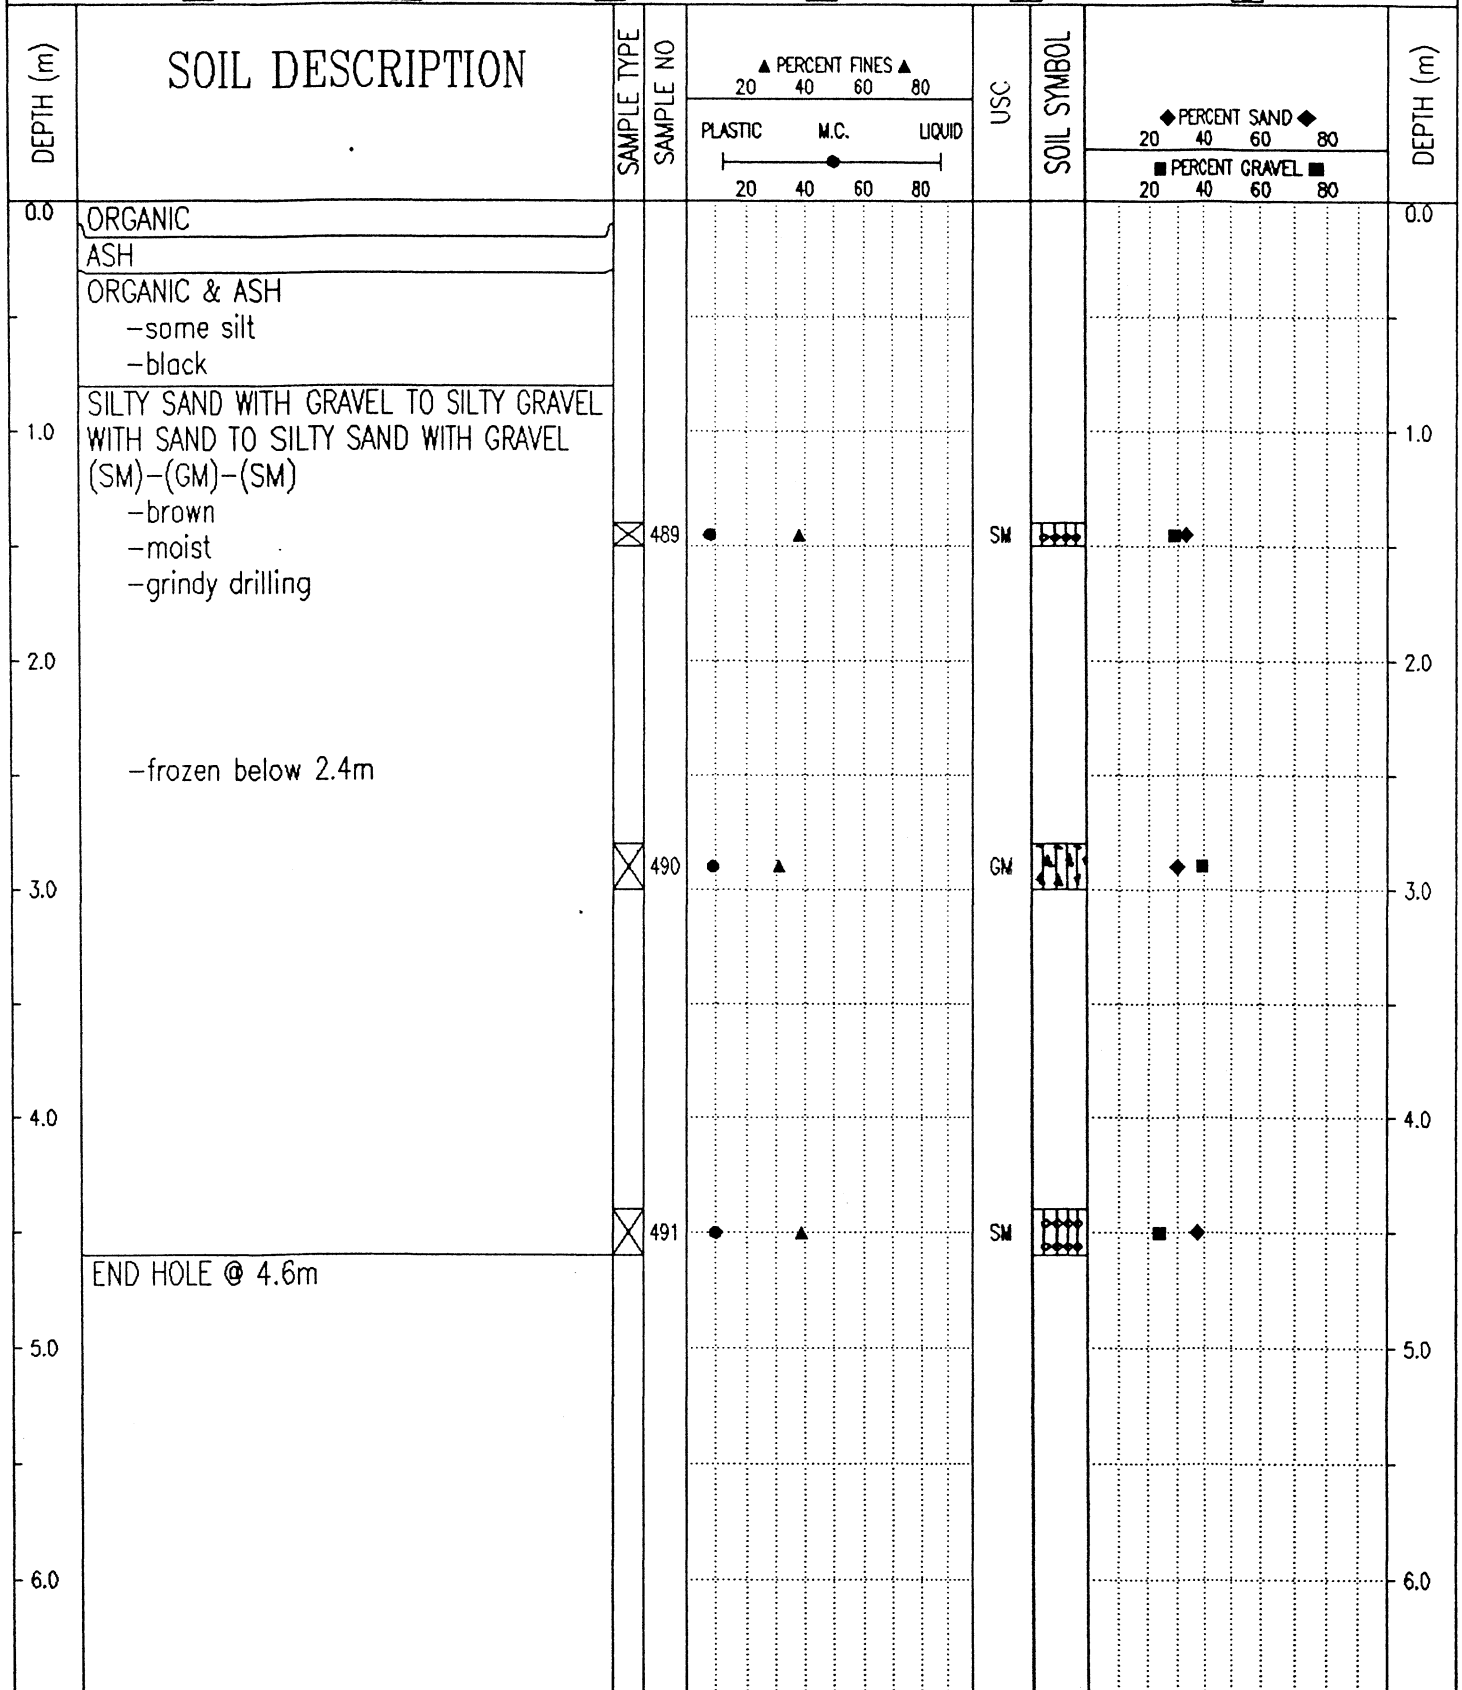 DEPTH (m)
SOIL DESCRIPTION
SAMPLE TYPE
SAMPLE NO
▲ PERCENT FINES ▲
20 40 60 80
PLASTIC M.C. LIQUID
20 40 60 80
USC
SOIL SYMBOL
◆ PERCENT SAND ◆
20 40 60 80
■ PERCENT GRAVEL ■
20 40 60 80
DEPTH (m)
0.0 ORGANIC 0.0
ASH
ORGANIC & ASH
-some silt
-black
SILTY SAND WITH GRAVEL TO SILTY GRAVEL
1.0 WITH SAND TO SILTY SAND WITH GRAVEL 1.0
(SM)-(GM)-(SM)
-brown
489 SM
-moist
-grindy drilling
2.0 2.0
-frozen below 2.4m
490 GM
3.0 3.0
4.0 4.0
491 SM
END HOLE @ 4.6m
5.0 5.0
6.0 6.0